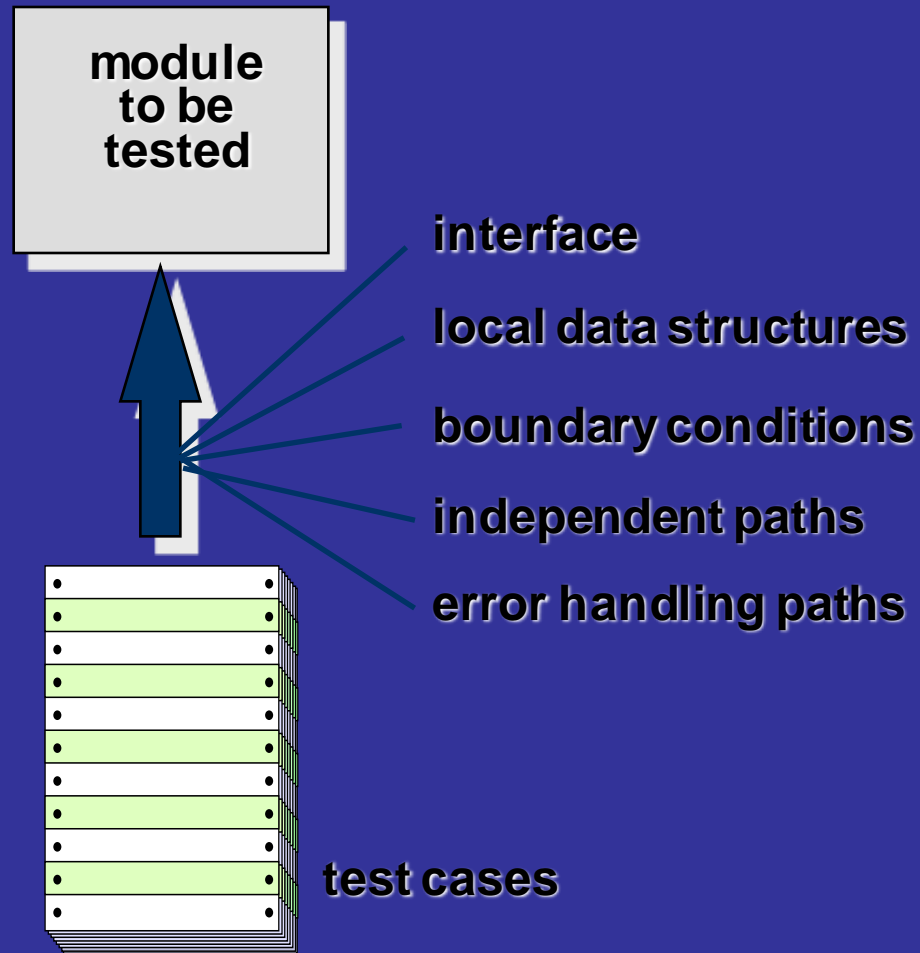 module
to be
tested
interface
local data structures
boundary conditions
independent paths
error handling paths
test cases